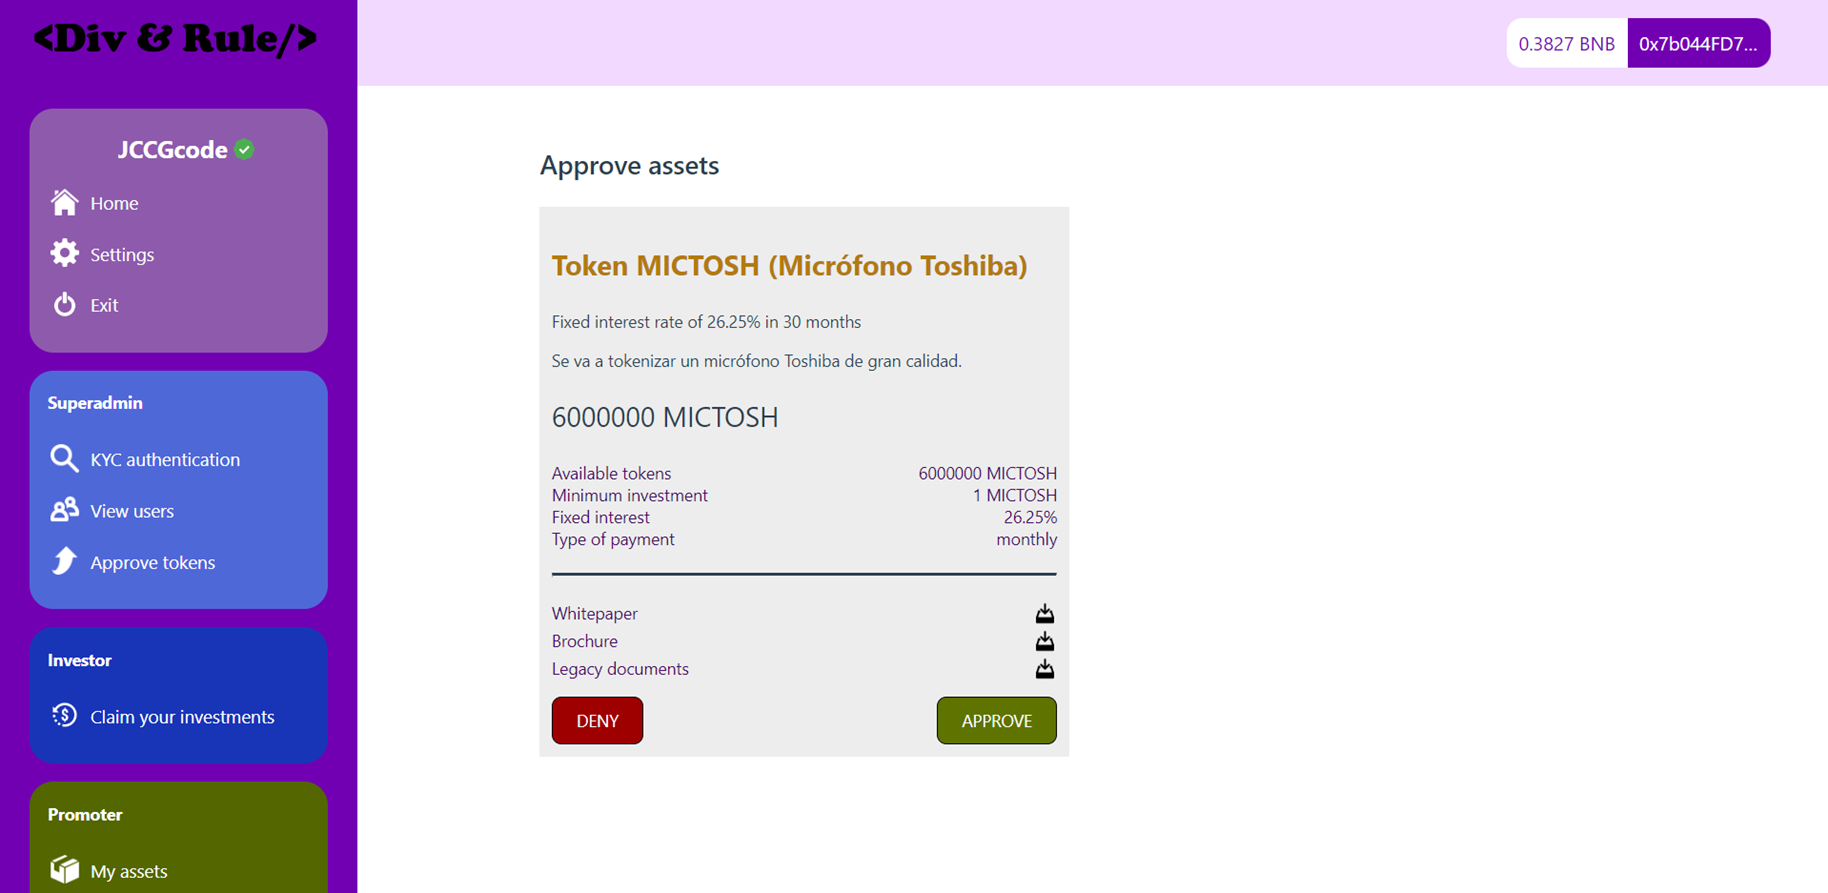 <Div & Rule/>
0.3827 BNB
0x7b044FD7...
JCCGcode
Home
Settings
Exit
Superadmin
KYC authentication
View users
Approve tokens
Investor
Claim your investments
Promoter
My assets
Approve assets
Token MICTOSH (Micrófono Toshiba)
Fixed interest rate of 26.25% in 30 months
Se va a tokenizar un micrófono Toshiba de gran calidad.
6000000 MICTOSH
Available tokens 6000000 MICTOSH
Minimum investment 1 MICTOSH
Fixed interest 26.25%
Type of payment monthly
Whitepaper
Brochure
Legacy documents
DENY
APPROVE